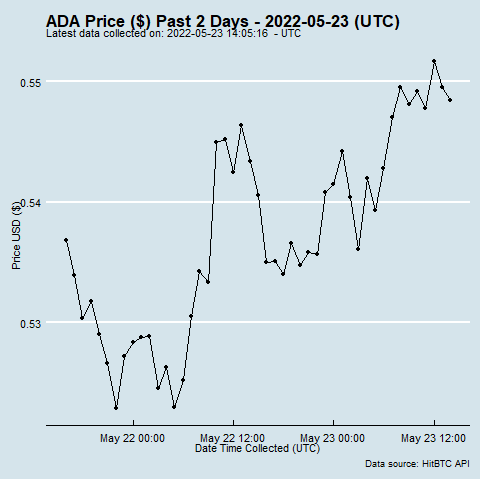 ADA Price ($) Past 2 Days - 2022-05-23 (UTC)
Latest data collected on: 2022-05-23 14:05:16 - UTC
0.55
0.54
0.53
Price USD ($)
May 22 00:00
May 22 12:00
May 23 00:00
May 23 12:00
Date Time Collected (UTC)
Data source: HitBTC API